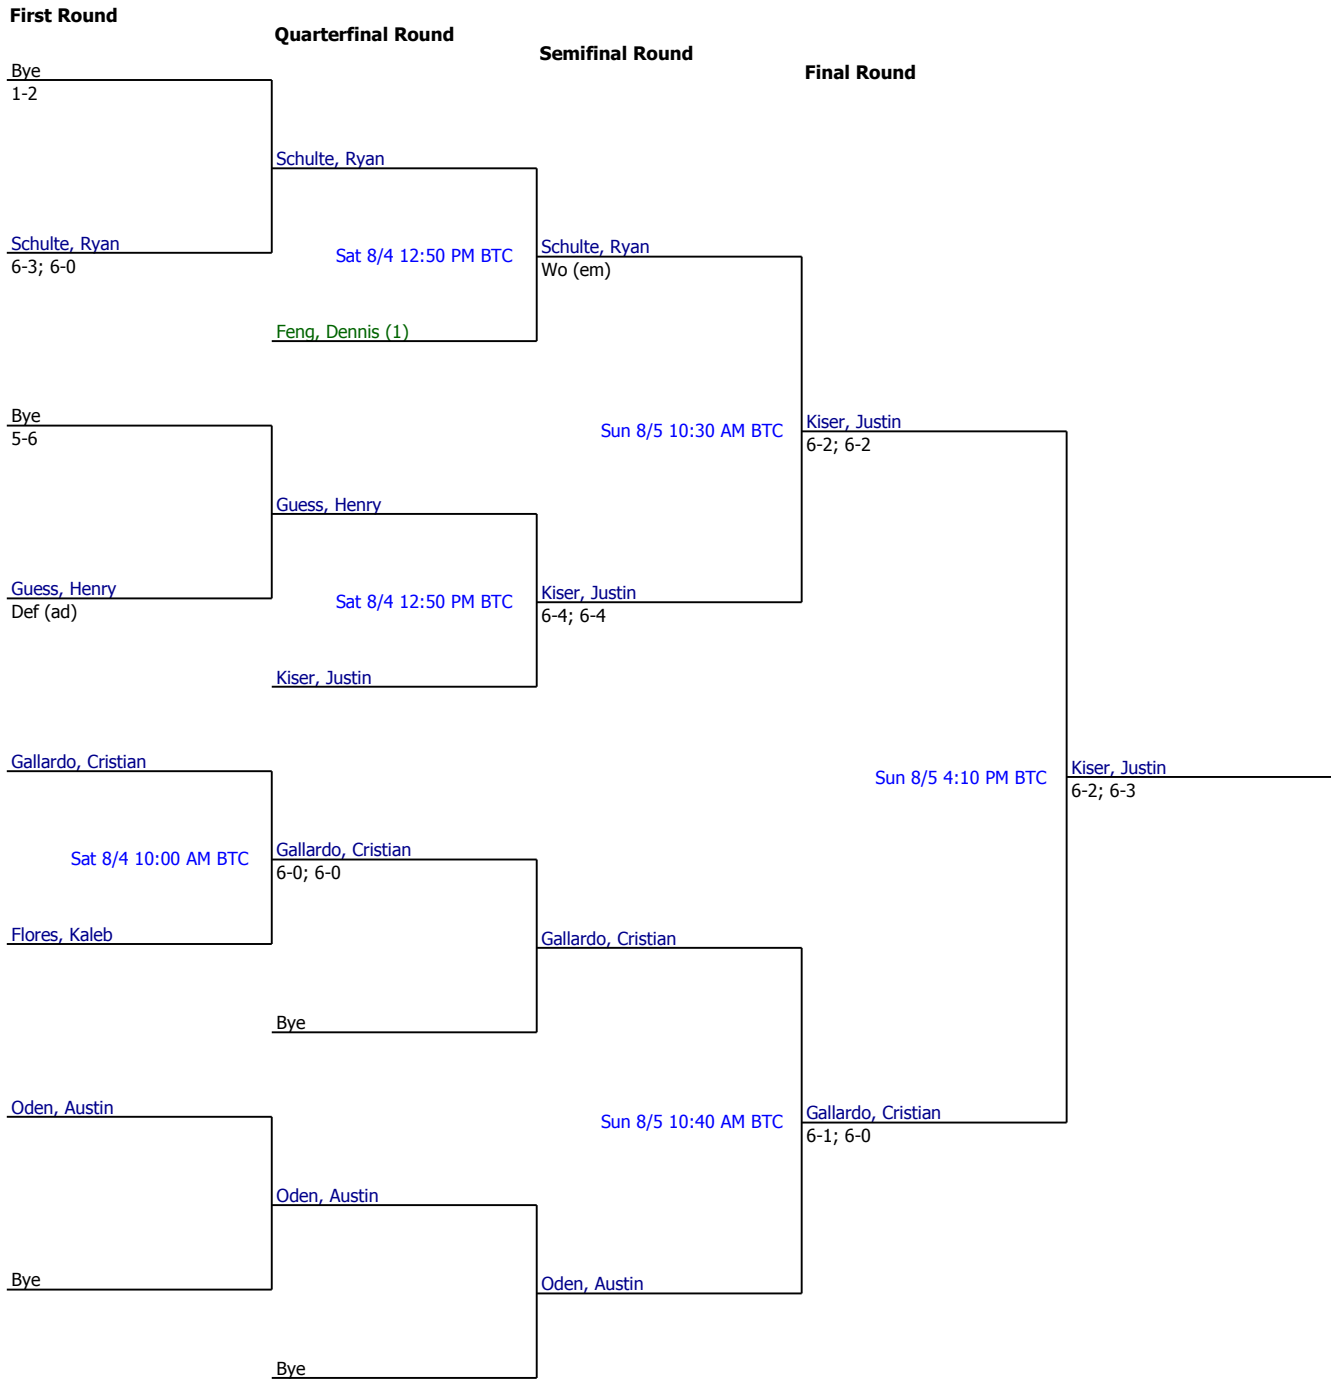 First Round
Quarterfinal Round
Semifinal Round
Final Round
Bye
1-2
Schulte, Ryan
Schulte, Ryan
6-3; 6-0
Sat 8/4 12:50 PM BTC
Schulte, Ryan
Wo (em)
Feng, Dennis (1)
Bye
5-6
Sun 8/5 10:30 AM BTC
Kiser, Justin
6-2; 6-2
Guess, Henry
Guess, Henry
Def (ad)
Sat 8/4 12:50 PM BTC
Kiser, Justin
6-4; 6-4
Kiser, Justin
Gallardo, Cristian
Sun 8/5 4:10 PM BTC
Kiser, Justin
6-2; 6-3
Sat 8/4 10:00 AM BTC
Gallardo, Cristian
6-0; 6-0
Flores, Kaleb
Gallardo, Cristian
Bye
Oden, Austin
Sun 8/5 10:40 AM BTC
Gallardo, Cristian
6-1; 6-0
Oden, Austin
Bye
Oden, Austin
Bye